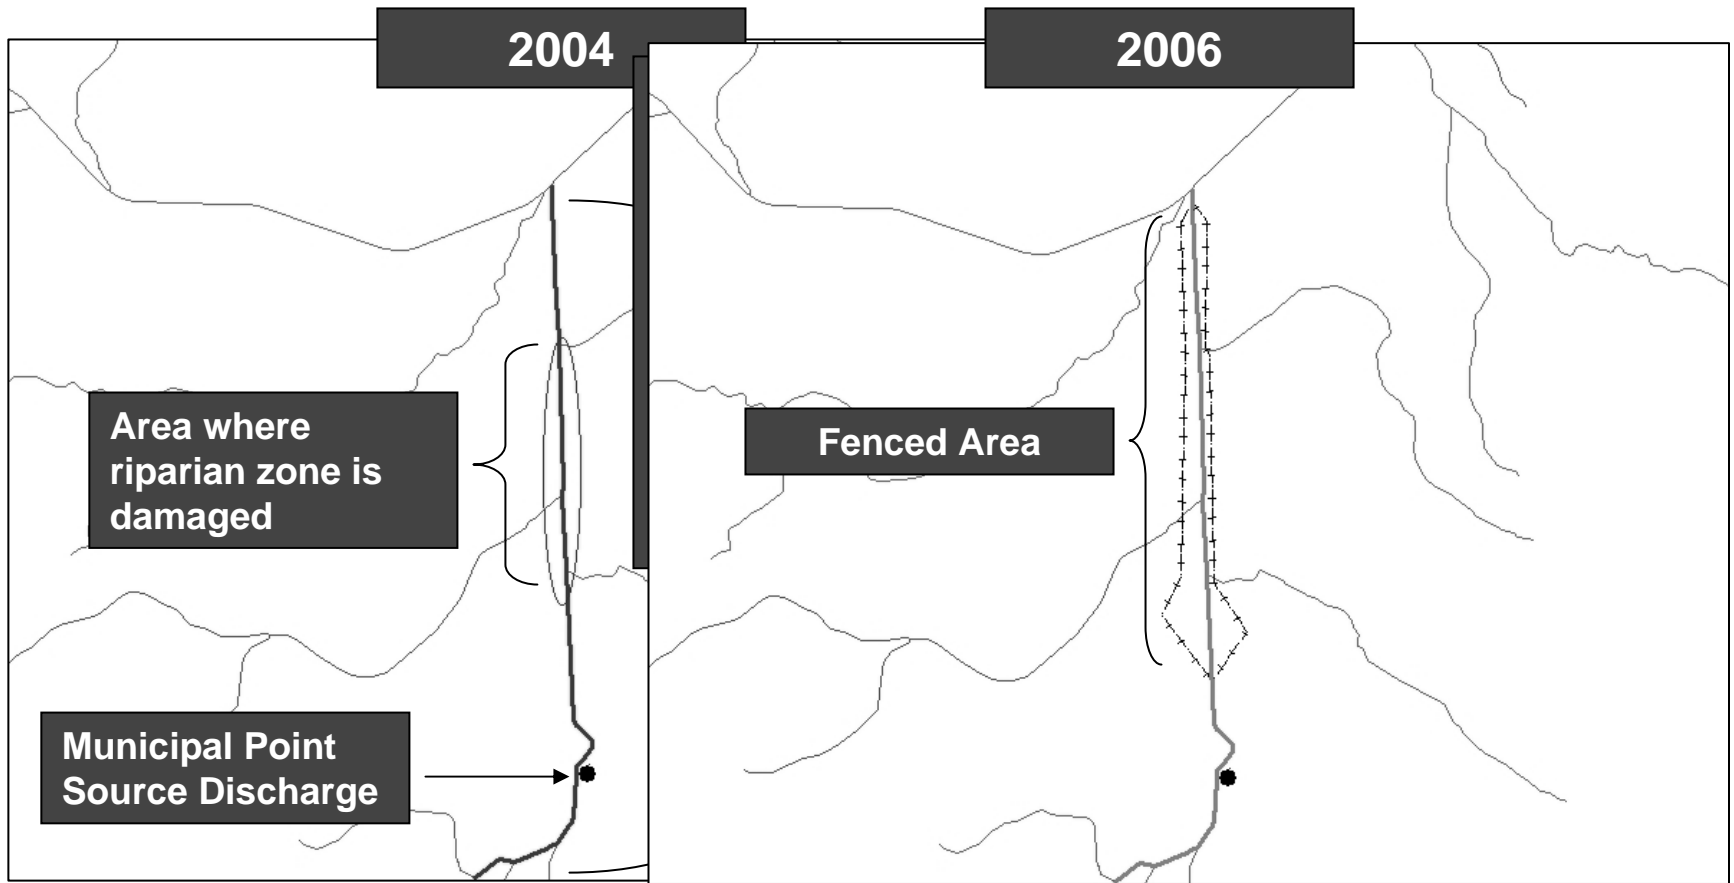 2004
2006
Area where
riparian zone is
damaged
Fenced Area
Municipal Point
Source Discharge